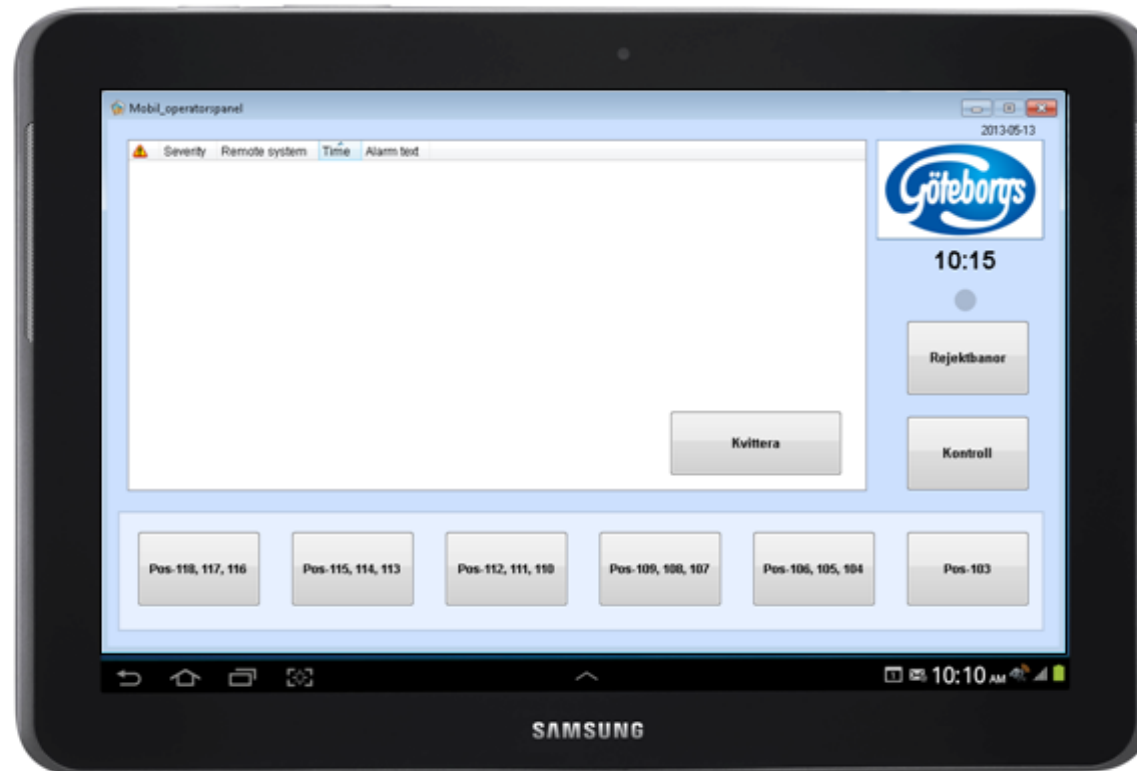 Mobil_operatorspanel
2013-05-13
Severity Remote system Time Alarm text
Göteborgs
10:15
Rejektbanor
Kvittera
Kontroll
Pos-118, 117, 116 Pos-115, 114, 113 Pos-112, 111, 110 Pos-109, 108, 107 Pos-106, 105, 104 Pos-103
10:10 AM
SAMSUNG